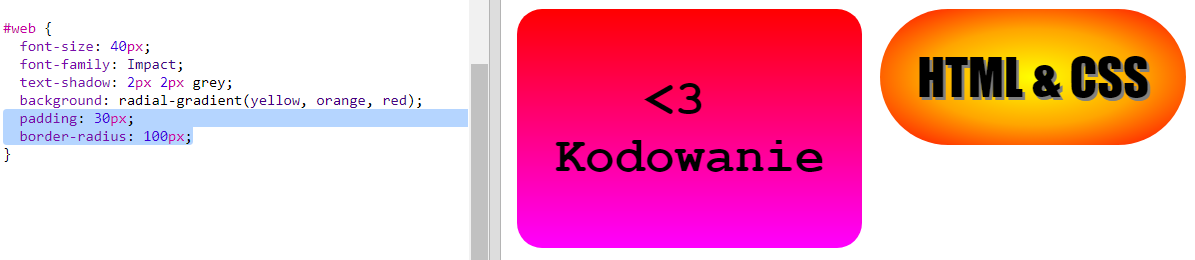 #web {
font-size: 40px;
font-family: Impact;
text-shadow: 2px 2px grey;
background: radial-gradient(yellow, orange, red);
padding: 30px;
border-radius: 100px;
}
<3
Kodowanie
HTML & CSS